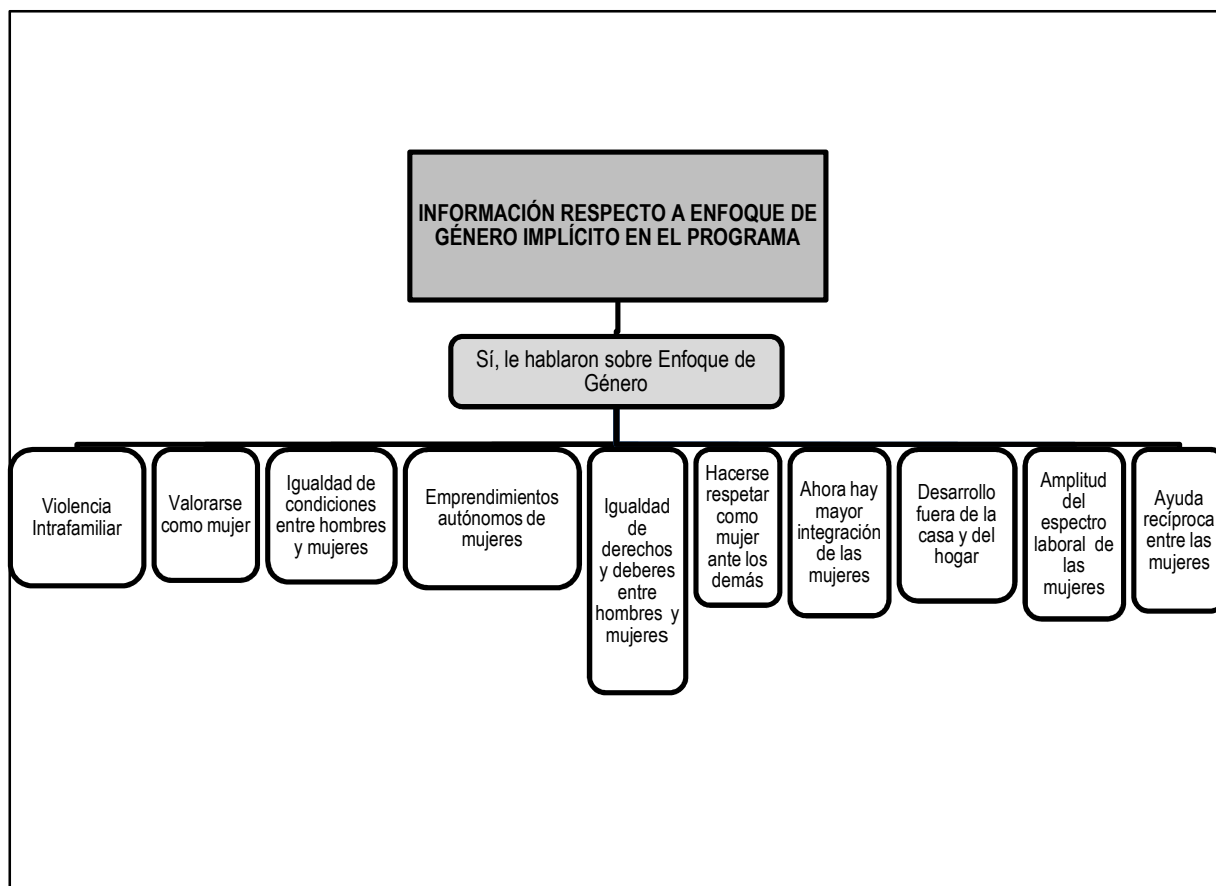 INFORMACIÓN RESPECTO A ENFOQUE DE
GÉNERO IMPLÍCITO EN EL PROGRAMA
Sí, le hablaron sobre Enfoque de
Género
Violencia
Intrafamiliar
Valorarse
como mujer
Igualdad de
condiciones
entre hombres
y mujeres
Emprendimientos
autónomos de
mujeres
Igualdad
de
derechos
y deberes
entre
hombres y
mujeres
Hacerse
respetar
como
mujer
ante los
demás
Ahora hay
mayor
integración
de las
mujeres
Desarrollo
fuera de la
casa y del
hogar
Amplitud
del
espectro
laboral de
las
mujeres
Ayuda
recíproca
entre las
mujeres